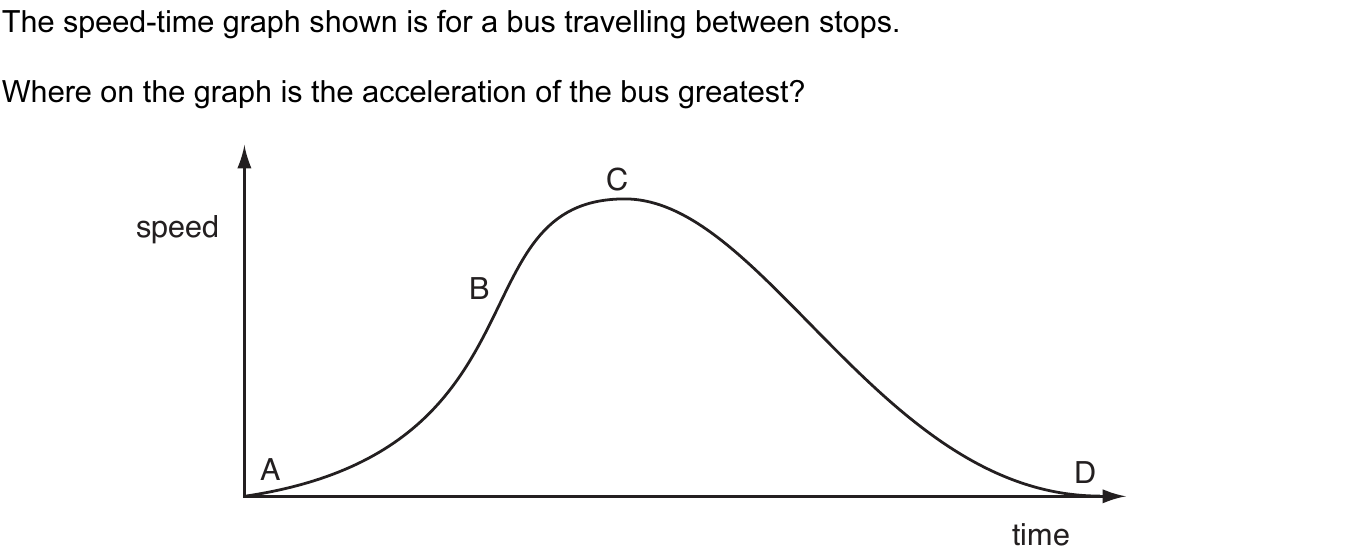 The speed-time graph shown is for a bus travelling between stops.
Where on the graph is the acceleration of the bus greatest?
C
speed
B
A
D
time